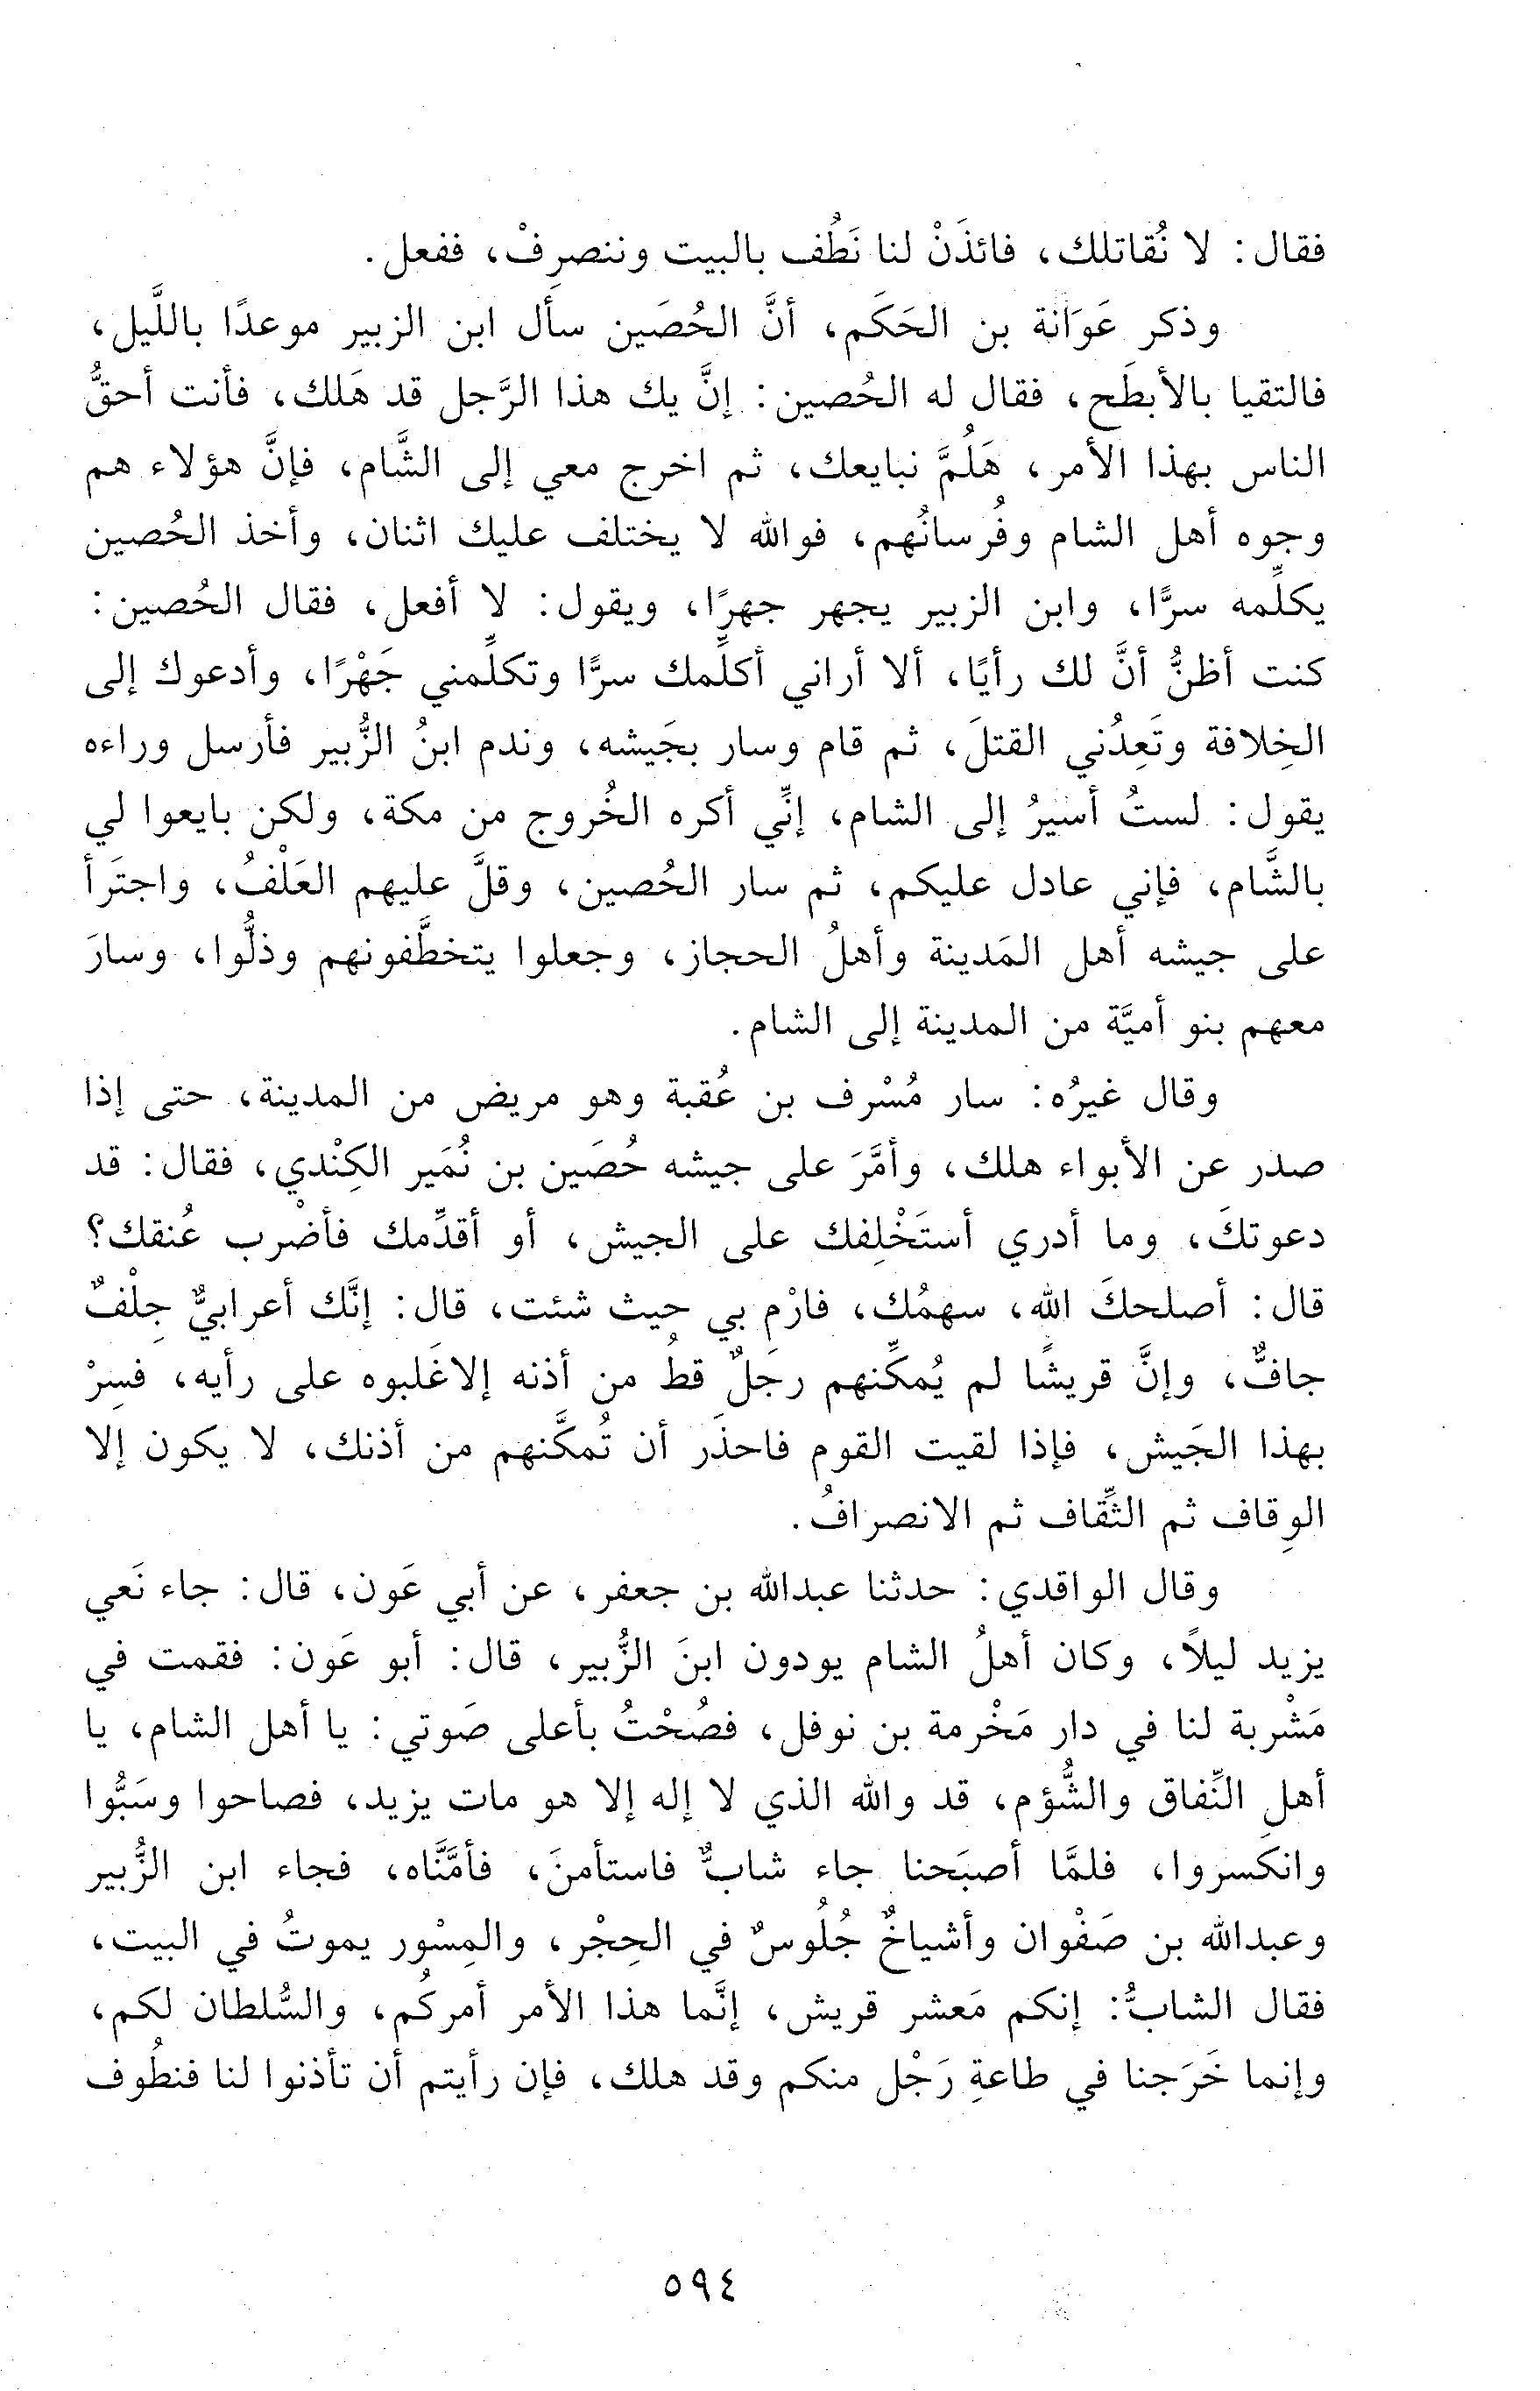 فقال: لا نُقاتلك، فائذَنْ لنا نَطُف بالبيت وننصرِفْ، ففعل.
وذكر عَوَانة بن الحَكَم، أنَّ الحُصَين سأل ابن الزبير موعدًا باللَّيل،
فالتقيا بالأبطَح، فقال له الحُصين: إنَّ يك هذا الرَّجل قد هَلك، فأنت أحقُّ
الناس بهذا الأمر، هَلُمَّ نبايعك، ثم اخرج معي إلى الشَّام، فإنَّ هؤلاء هم
وجوه أهل الشام وفُرسانُهم، فوالله لا يختلف عليك اثنان، وأخذ الحُصين
يكلِّمه سرًّا، وابن الزبير يجهر جهرًا، ويقول: لا أفعل، فقال الحُصين:
كنت أظنُّ أنَّ لك رأيًا، ألا أراني أكلِّمك سرًّا وتكلِّمني جَهْرًا، وأدعوك إلى
الخِلافة وتَعِدُني القتلَ، ثم قام وسار بجَيشه، وندم ابنُ الزُّبير فأرسل وراءه
يقول: لستُ أسيرُ إلى الشام، إنِّي أكره الخُروج من مكة، ولكن بايعوا لي
بالشَّام، فإني عادل عليكم، ثم سار الحُصين، وقلَّ عليهم العَلْفُ، واجتَرأ
على جيشه أهل المَدينة وأهلُ الحجاز، وجعلوا يتخطَّفونهم وذلُّوا، وسارَ
معهم بنو أميَّة من المدينة إلى الشام.
وقال غيرُه: سار مُسْرف بن عُقبة وهو مريض من المدينة، حتى إذا
صدر عن الأبواء هلك، وأمَّرَ على جيشه حُصَين بن نُمَير الكِنْدي، فقال: قد
دعوتكَ، وما أدري أستَخْلِفك على الجيش، أو أقدِّمك فأضْرب عُنقك؟
قال: أصلحكَ الله، سهمُك، فارْمِ بي حيث شئت، قال: إنَّك أعرابيٌّ جِلْفٌ
جافٌّ، وإنَّ قريشًا لم يُمكِّنهم رجَلٌ قطُ من أذنه إلاغَلبوه على رأيه، فسِرْ
بهذا الجَيش، فإذا لقيت القوم فاحذَر أن تُمكَّنهم من أذنك، لا يكون إلا
الوِقاف ثم الثِّقاف ثم الانصرافُ.
وقال الواقدي: حدثنا عبدالله بن جعفر، عن أبي عَون، قال: جاء نَعي
يزيد ليلاً، وكان أهلُ الشام يودون ابنَ الزُّبير، قال: أبو عَون: فقمت في
مَشْربة لنا في دار مَخْرمة بن نوفل، فصُحْتُ بأعلى صَوتي: يا أهل الشام، يا
أهلِ النِّفاق والشُّؤم، قد والله الذي لا إله إلا هو مات يزيد، فصاحوا وسَبُّوا
وانكَسروا، فلمَّا أصبَحنا جاء شابٌّ فاستأمنَ، فأمَّنَّاه، فجاء ابن الزُّبير
وعبدالله بن صَفْوان وأشياخٌ جُلُوسٌ في الحِجْر، والمِسْور يموتُ في البيت،
فقال الشابُّ: إنكم مَعشر قريش، إنَّما هذا الأمر أمركُم، والسُّلطان لكم،
وإنما خَرَجنا في طاعةِ رَجْل منكم وقد هلك، فإن رأيتم أن تأذنوا لنا فنطُوف
٥٩٤